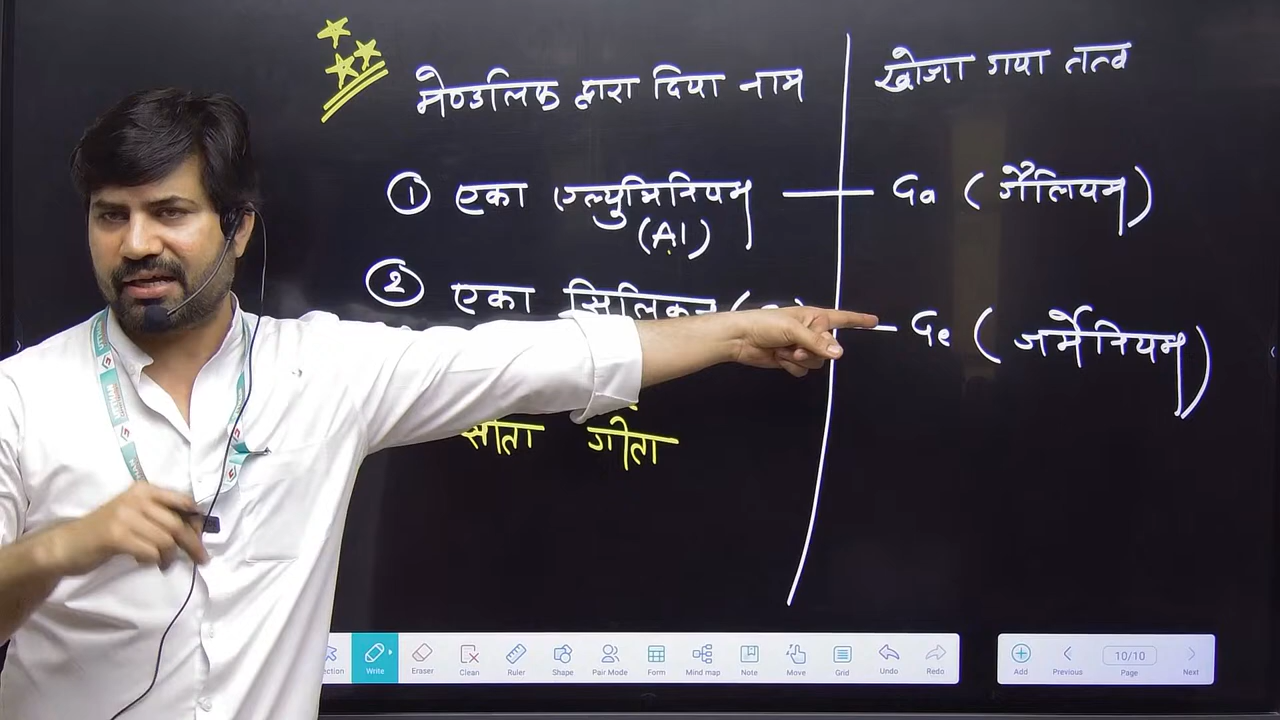 मेण्डलिफ द्वारा दिया नाम
खोजा गया तत्व
① एका एल्युमिनियम
(Al)
Ga (गैलियम)
② एका सिलिकन (
Ge (जर्मेनियम)
सीता गीता
Write
Eraser
Clean
Ruler
Shape
Pair Mode
Form
Mind map
Note
Move
Grid
Undo
Redo
Add
Previous
10/10
Page
Next